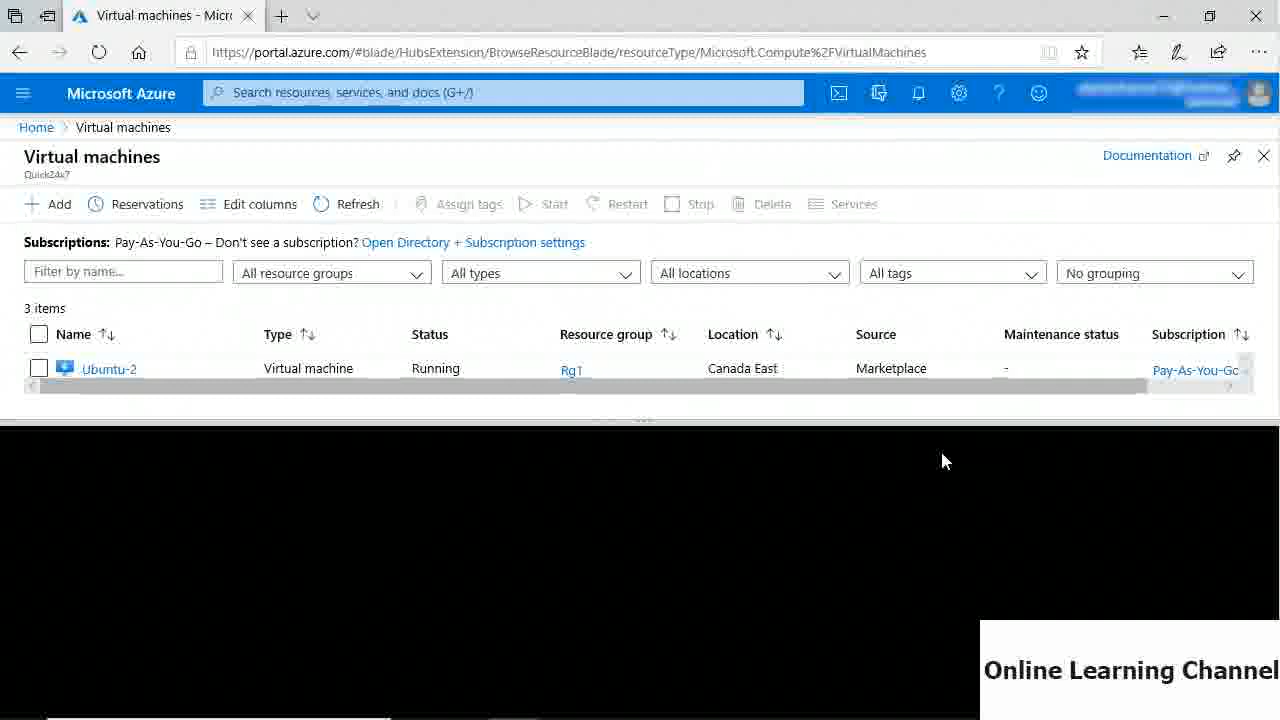 Virtual machines - Micro
https://portal.azure.com/#blade/HubsExtension/BrowseResourceBlade/resourceType/Microsoft.Compute%2FVirtualMachines
Microsoft Azure
Search resources, services, and docs (G+/)
Home Virtual machines
Virtual machines
Documentation
Quick24x7
Add Reservations Edit columns Refresh Assign tags Start Restart Stop Delete Services
Subscriptions: Pay-As-You-Go – Don't see a subscription? Open Directory + Subscription settings
Filter by name... All resource groups All types All locations All tags No grouping
3 items
Name Type Status Resource group Location Source Maintenance status Subscription
Ubuntu-2 Virtual machine Running Rg1 Canada East Marketplace - Pay-As-You-Go
Online Learning Channel